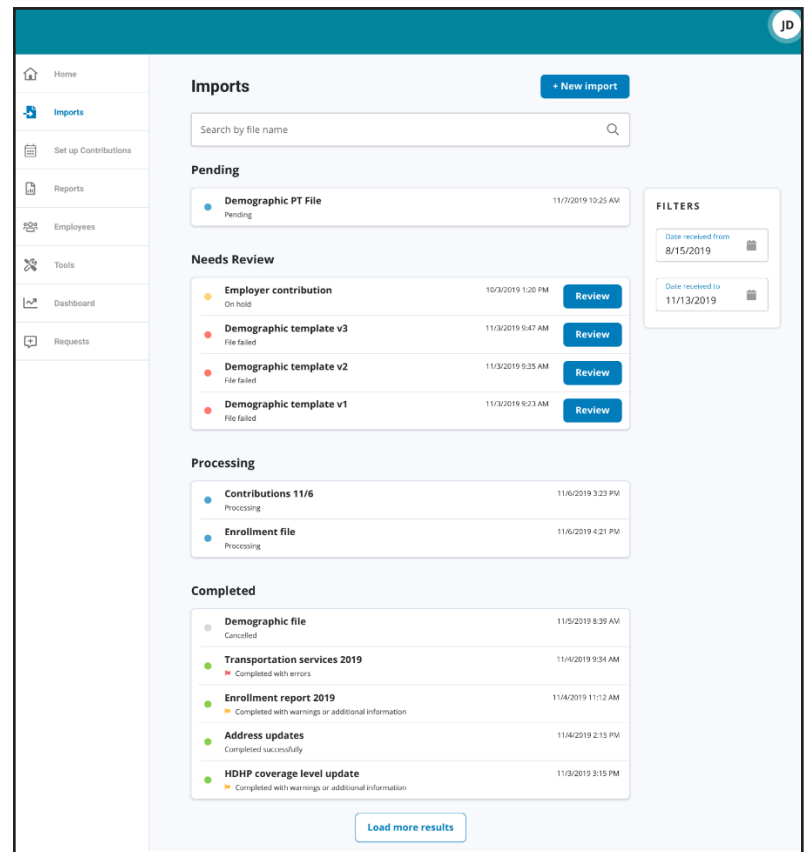 JD
Home
Imports
Set up Contributions
Reports
Employees
Tools
Dashboard
Requests
Imports
+ New import
Search by file name
Pending
Demographic PT File
11/7/2019 10:25 AM
Pending
Needs Review
Employer contribution
10/3/2019 1:20 PM
On hold
Review
Demographic template v3
11/3/2019 9:47 AM
File failed
Review
Demographic template v2
11/3/2019 9:35 AM
File failed
Review
Demographic template v1
11/3/2019 9:23 AM
File failed
Review
Processing
Contributions 11/6
11/6/2019 3:23 PM
Processing
Enrollment file
11/6/2019 4:21 PM
Processing
Completed
Demographic file
11/5/2019 8:39 AM
Cancelled
Transportation services 2019
11/4/2019 9:34 AM
Completed with errors
Enrollment report 2019
11/4/2019 11:12 AM
Completed with warnings or additional information
Address updates
11/4/2019 2:15 PM
Completed successfully
HDHP coverage level update
11/3/2019 3:15 PM
Completed with warnings or additional information
Load more results
FILTERS
Date received from
8/15/2019
Date received to
11/13/2019